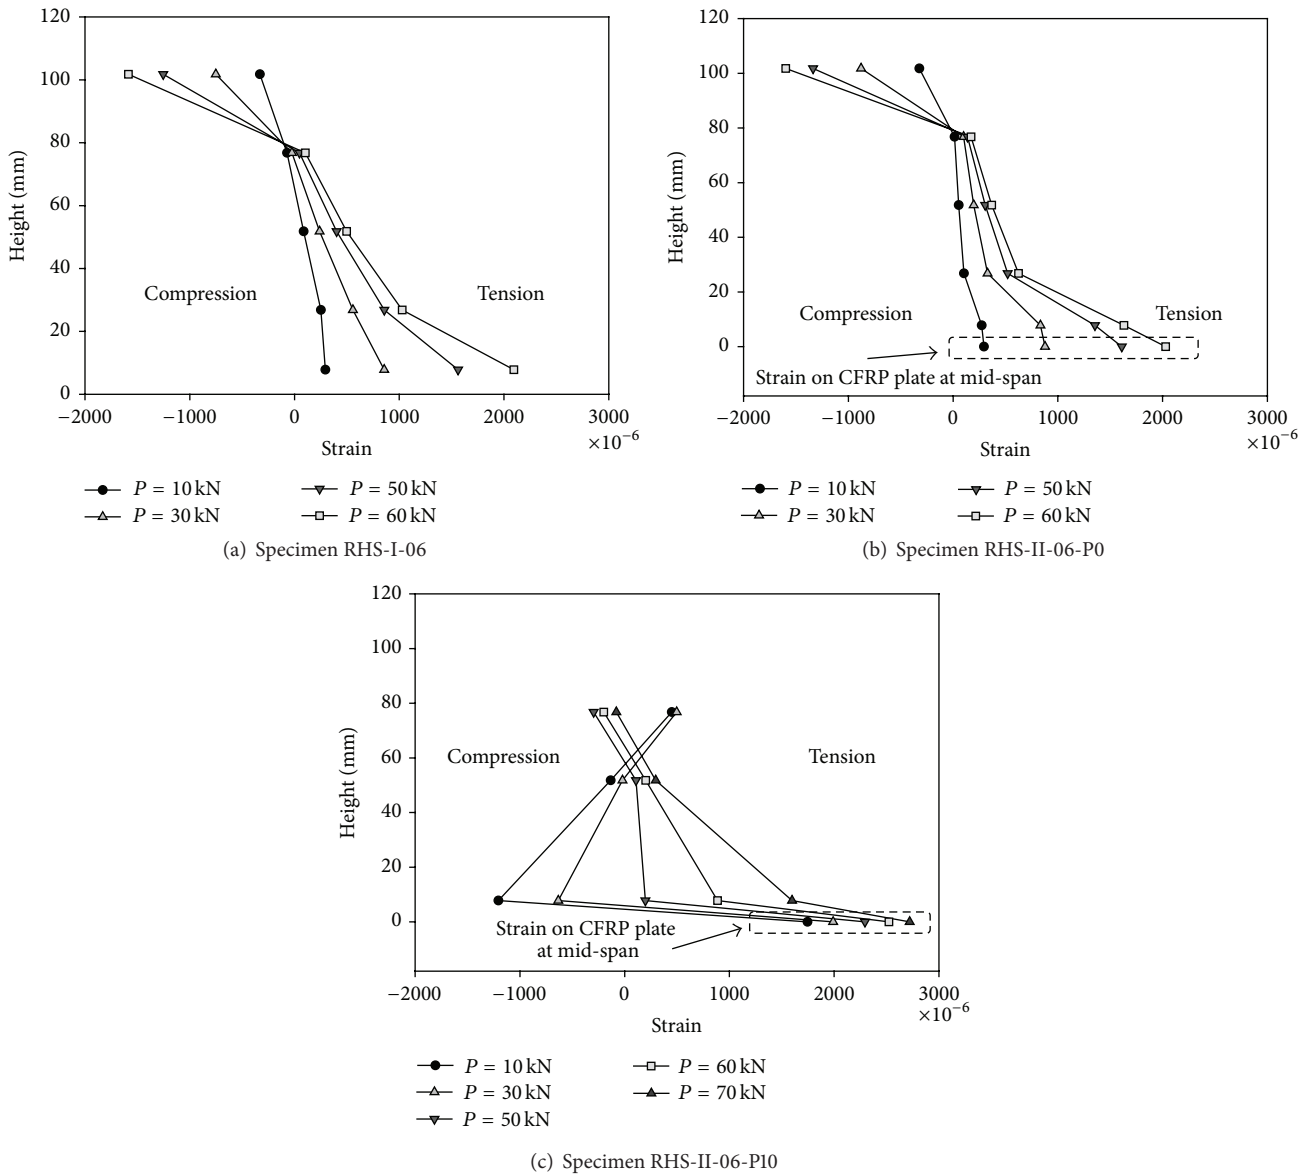 120
100
80
60
40
20
0
Height (mm)
Compression
Tension
−2000
−1000
0
1000
2000
3000
×10⁻⁶
Strain
P = 10 kN
P = 30 kN
P = 50 kN
P = 60 kN
(a) Specimen RHS-I-06
120
100
80
60
40
20
0
Height (mm)
Compression
Tension
Strain on CFRP plate at mid-span
−2000
−1000
0
1000
2000
3000
×10⁻⁶
Strain
P = 10 kN
P = 30 kN
P = 50 kN
P = 60 kN
(b) Specimen RHS-II-06-P0
120
100
80
60
40
20
0
Height (mm)
Compression
Tension
Strain on CFRP plate
at mid-span
−2000
−1000
0
1000
2000
3000
×10⁻⁶
Strain
P = 10 kN
P = 30 kN
P = 50 kN
P = 60 kN
P = 70 kN
(c) Specimen RHS-II-06-P10